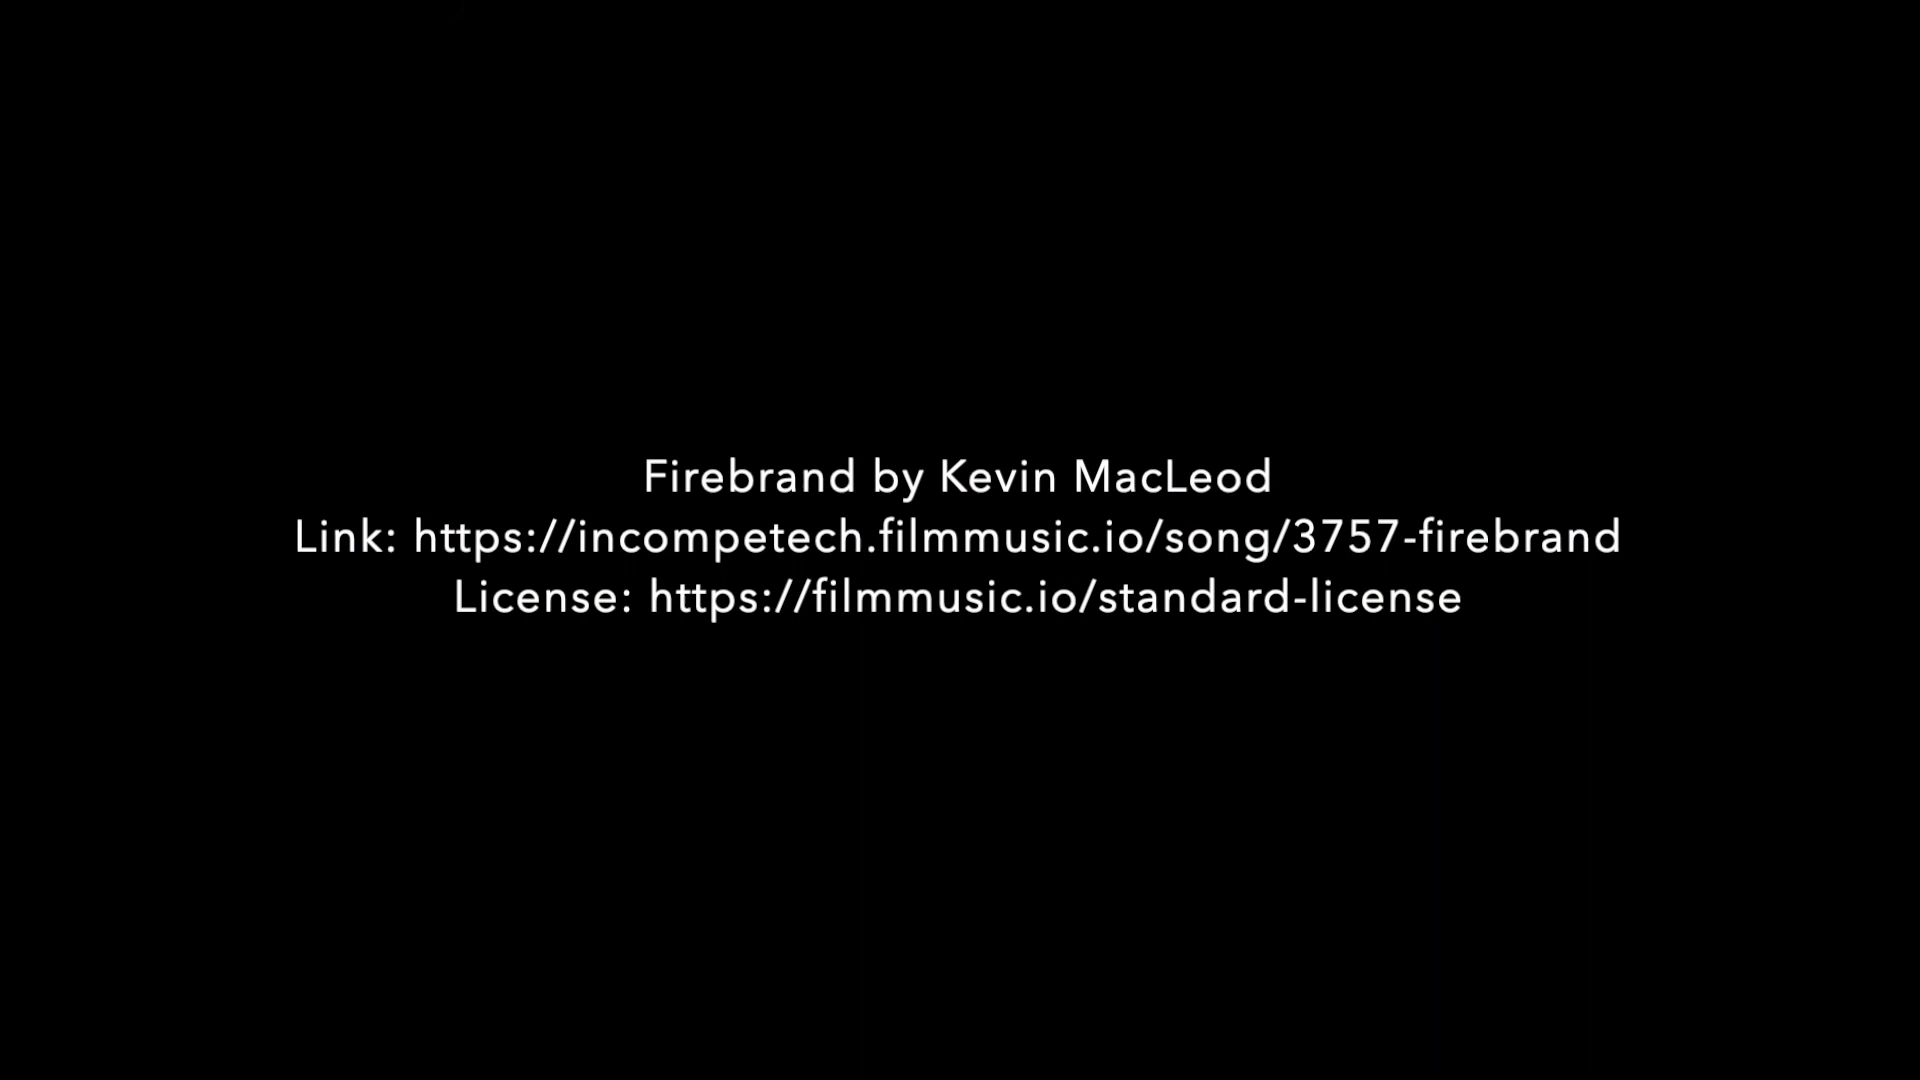 Firebrand by Kevin MacLeod
Link: https://incompetech.filmmusic.io/song/3757-firebrand
License: https://filmmusic.io/standard-license